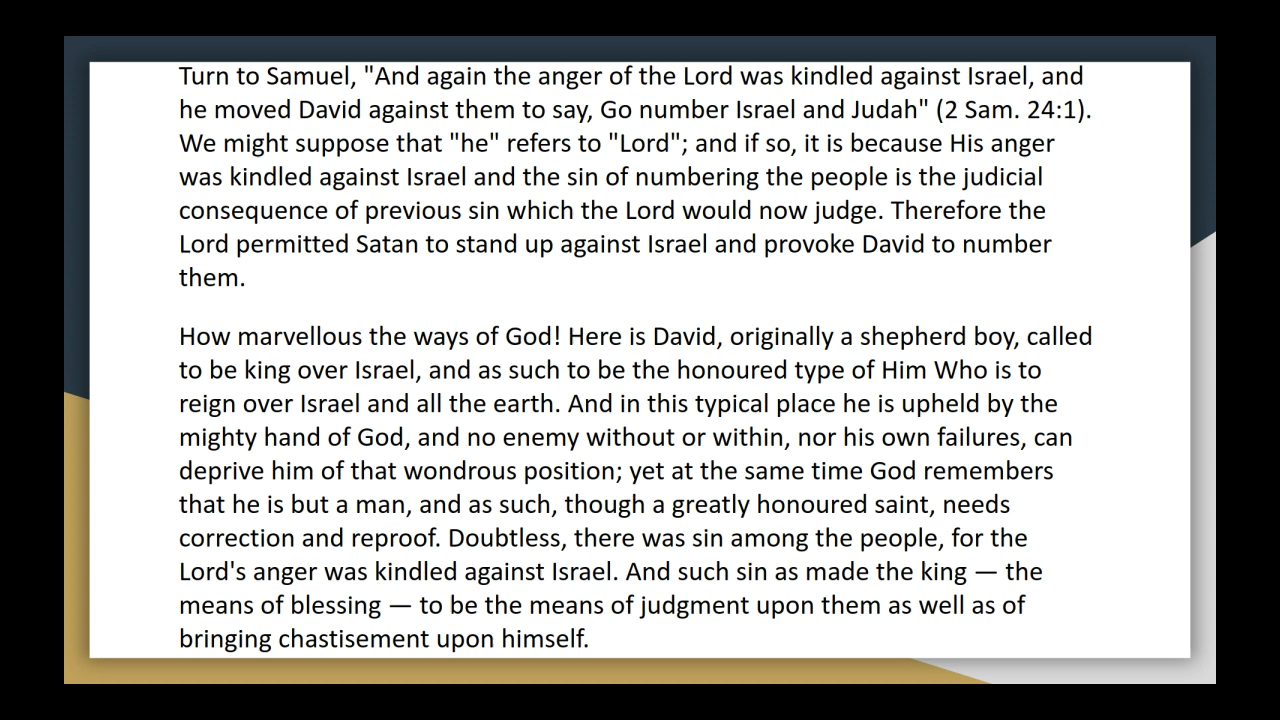 Turn to Samuel, "And again the anger of the Lord was kindled against Israel, and
he moved David against them to say, Go number Israel and Judah" (2 Sam. 24:1).
We might suppose that "he" refers to "Lord"; and if so, it is because His anger
was kindled against Israel and the sin of numbering the people is the judicial
consequence of previous sin which the Lord would now judge. Therefore the
Lord permitted Satan to stand up against Israel and provoke David to number
them.
How marvellous the ways of God! Here is David, originally a shepherd boy, called
to be king over Israel, and as such to be the honoured type of Him Who is to
reign over Israel and all the earth. And in this typical place he is upheld by the
mighty hand of God, and no enemy without or within, nor his own failures, can
deprive him of that wondrous position; yet at the same time God remembers
that he is but a man, and as such, though a greatly honoured saint, needs
correction and reproof. Doubtless, there was sin among the people, for the
Lord's anger was kindled against Israel. And such sin as made the king — the
means of blessing — to be the means of judgment upon them as well as of
bringing chastisement upon himself.